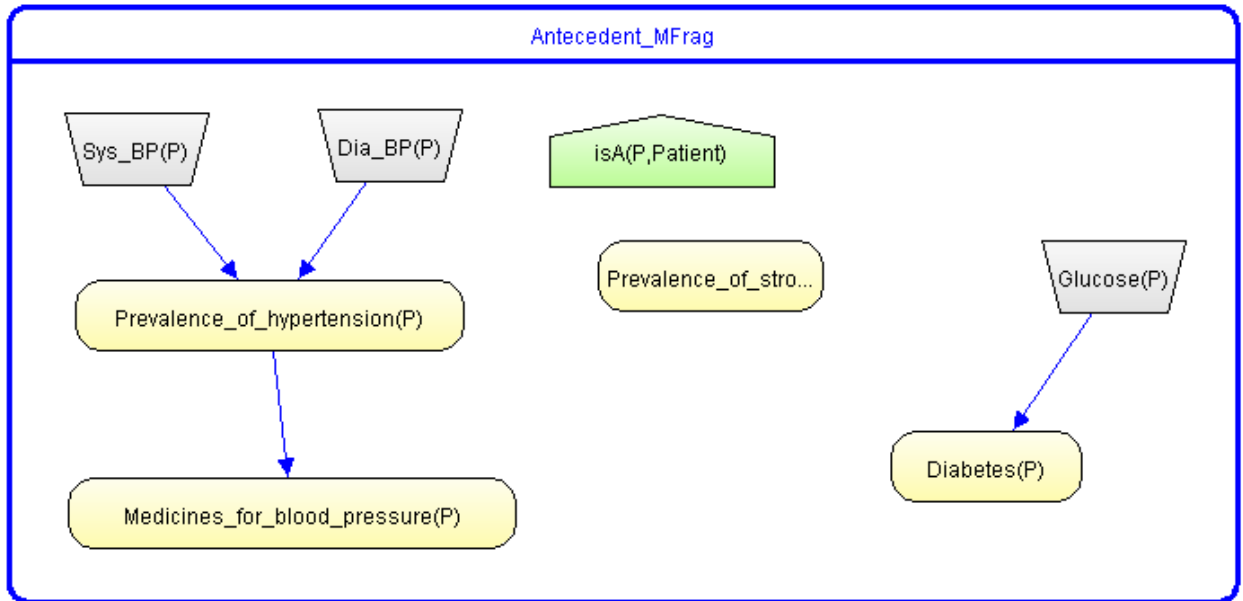 Antecedent_MFrag
Sys_BP(P)
Dia_BP(P)
isA(P,Patient)
Prevalence_of_stro...
Glucose(P)
Prevalence_of_hypertension(P)
Diabetes(P)
Medicines_for_blood_pressure(P)